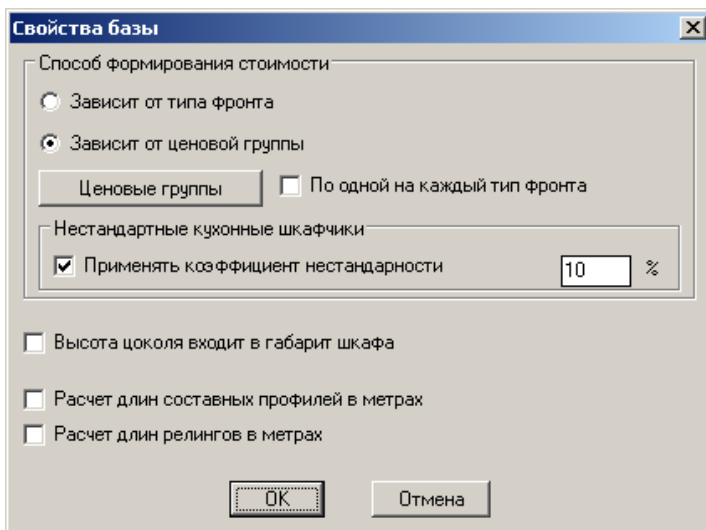 Свойства базы
Способ формирования стоимости
Зависит от типа фронта
Зависит от ценовой группы
Ценовые группы По одной на каждый тип фронта
Нестандартные кухонные шкафчики
Применять коэффициент нестандарности 10 %
Высота цоколя входит в габарит шкафа
Расчет длин составных профилей в метрах
Расчет длин релингов в метрах
OK Отмена